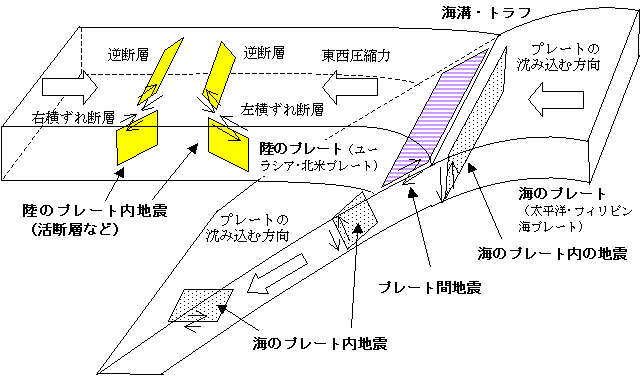 海溝・トラフ
逆断層
逆断層
東西圧縮力
プレートの
沈み込む方向
右横ずれ断層
左横ずれ断層
陸のプレート（ユー
ラシア・北米プレート）
陸のプレート内地震
（活断層など）
プレートの
沈み込む方向
海のプレート
（太平洋・フィリピン
海プレート）
海のプレート内の地震
プレート間地震
海のプレート内地震